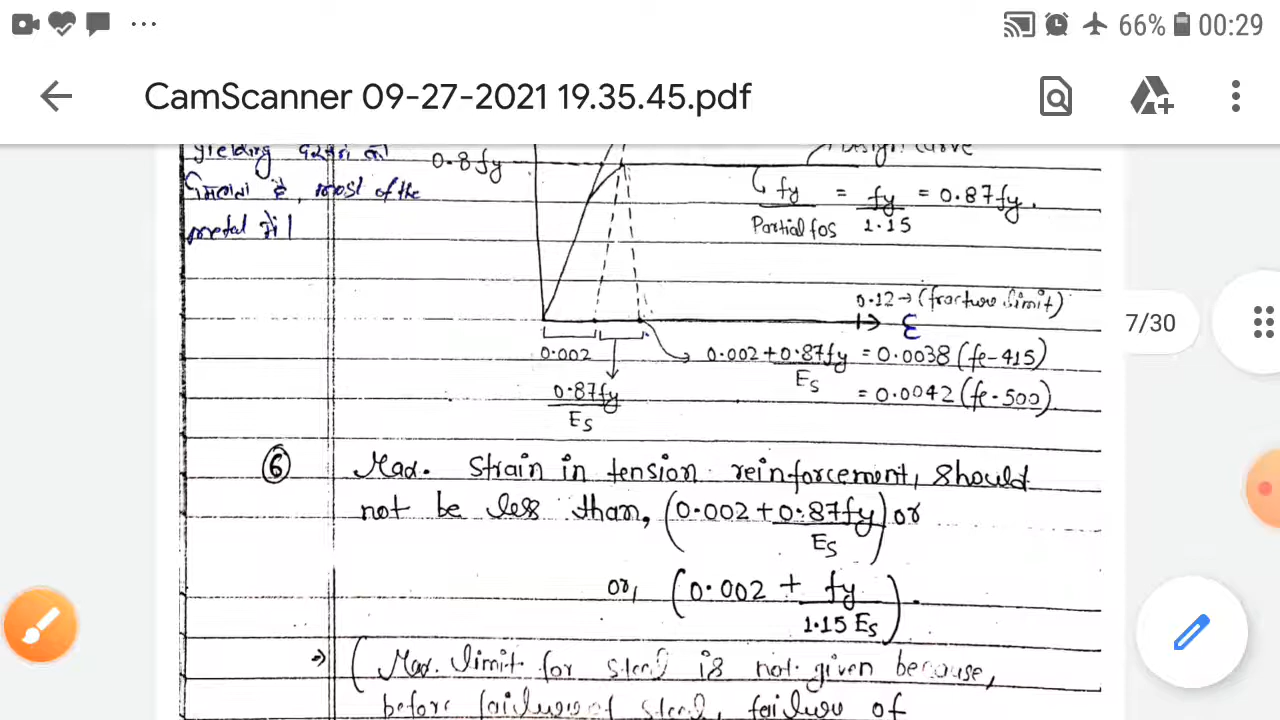 66% 00:29
CamScanner 09-27-2021 19.35.45.pdf
yielding
0.8fy
Design curve
है, most of the
metal में।
fy = fy = 0.87fy.
Partial fos 1.15
0.12→(fracture limit)
ε
7/30
0.002
0.002+0.87fy = 0.0038(fe-415)
Es
= 0.0042(fe-500)
0.87fy
Es
⑥ Max. Strain in tension reinforcement, should
not be less than, (0.002+0.87fy) or
Es
or, (0.002 + fy).
1.15 Es
→ (Max. limit for steel is not given because,
before failure of steel, failure of